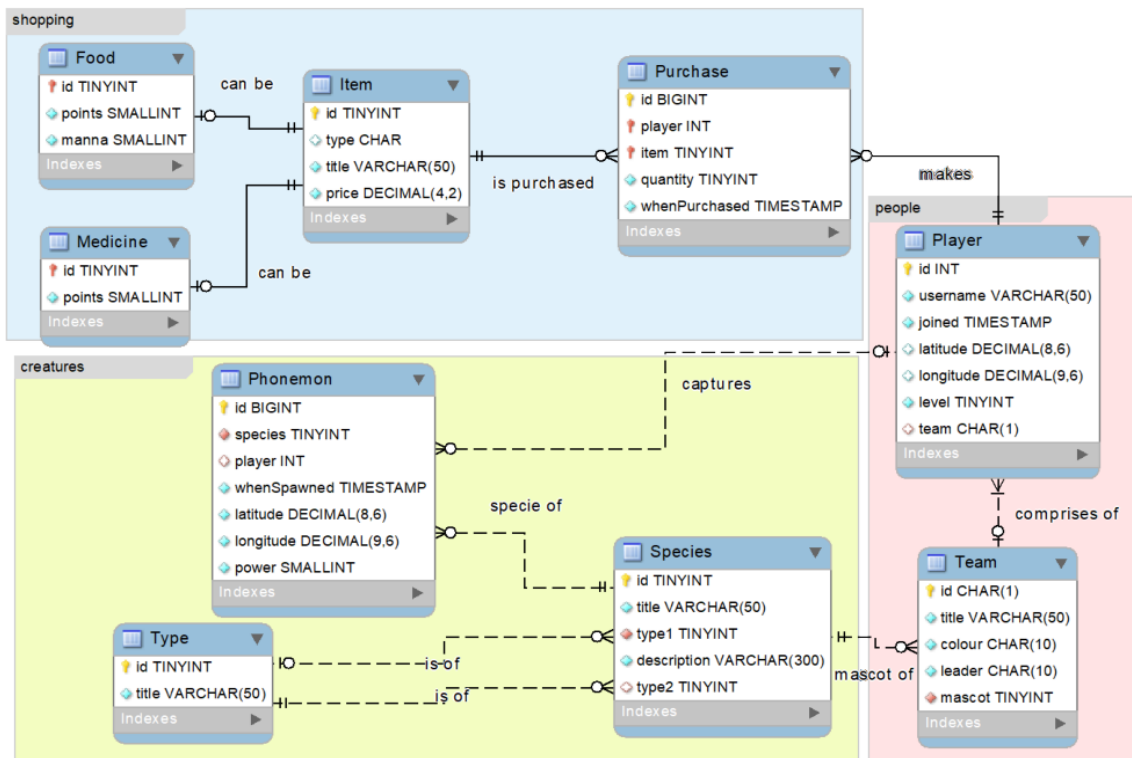 shopping
Food
id TINYINT
points SMALLINT
manna SMALLINT
Indexes
can be
Item
id TINYINT
type CHAR
title VARCHAR(50)
price DECIMAL(4,2)
Indexes
is purchased
Purchase
id BIGINT
player INT
item TINYINT
quantity TINYINT
whenPurchased TIMESTAMP
Indexes
makes
Medicine
id TINYINT
points SMALLINT
Indexes
can be
people
Player
id INT
username VARCHAR(50)
joined TIMESTAMP
latitude DECIMAL(8,6)
longitude DECIMAL(9,6)
level TINYINT
team CHAR(1)
Indexes
comprises of
Team
id CHAR(1)
title VARCHAR(50)
colour CHAR(10)
leader CHAR(10)
mascot TINYINT
Indexes
creatures
Phonemon
id BIGINT
species TINYINT
player INT
whenSpawned TIMESTAMP
latitude DECIMAL(8,6)
longitude DECIMAL(9,6)
power SMALLINT
Indexes
captures
specie of
Species
id TINYINT
title VARCHAR(50)
type1 TINYINT
description VARCHAR(300)
type2 TINYINT
Indexes
mascot of
Type
id TINYINT
title VARCHAR(50)
Indexes
is of
is of